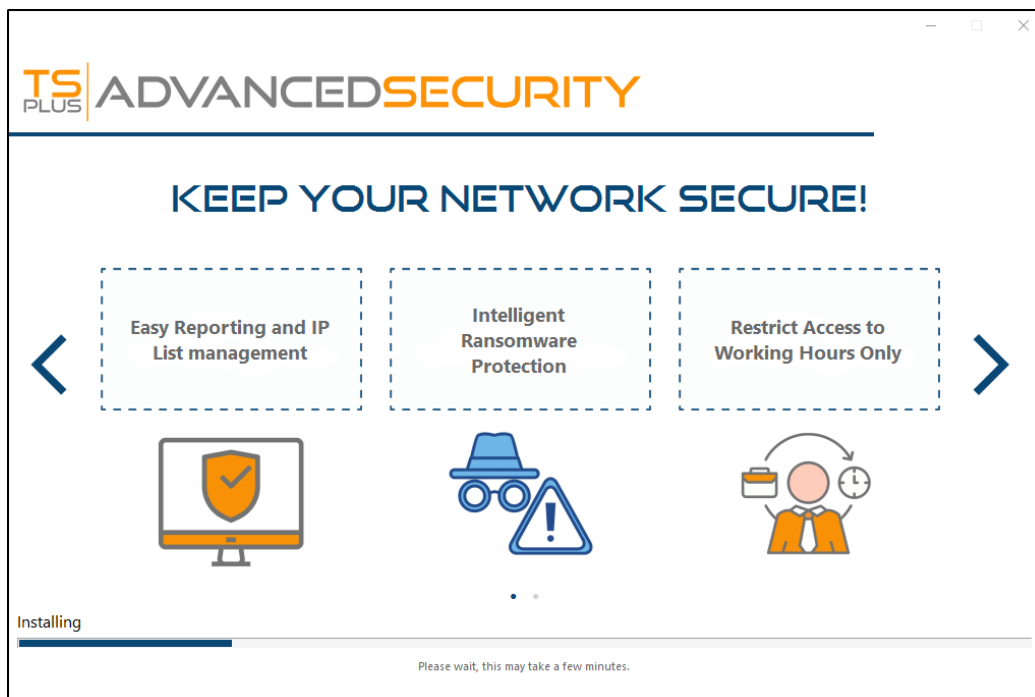 TS
PLUS
ADVANCEDSECURITY
KEEP YOUR NETWORK SECURE!
Easy Reporting and IP
List management
Intelligent
Ransomware
Protection
Restrict Access to
Working Hours Only
Installing
Please wait, this may take a few minutes.